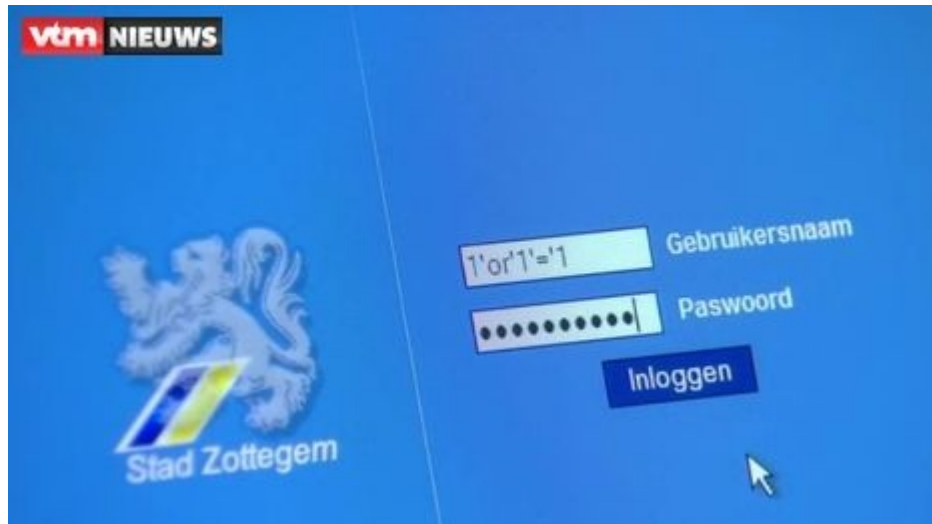 vtm NIEUWS
1'or'1'='1
Gebruikersnaam
●●●●●●●●●●
Paswoord
Inloggen
Stad Zottegem